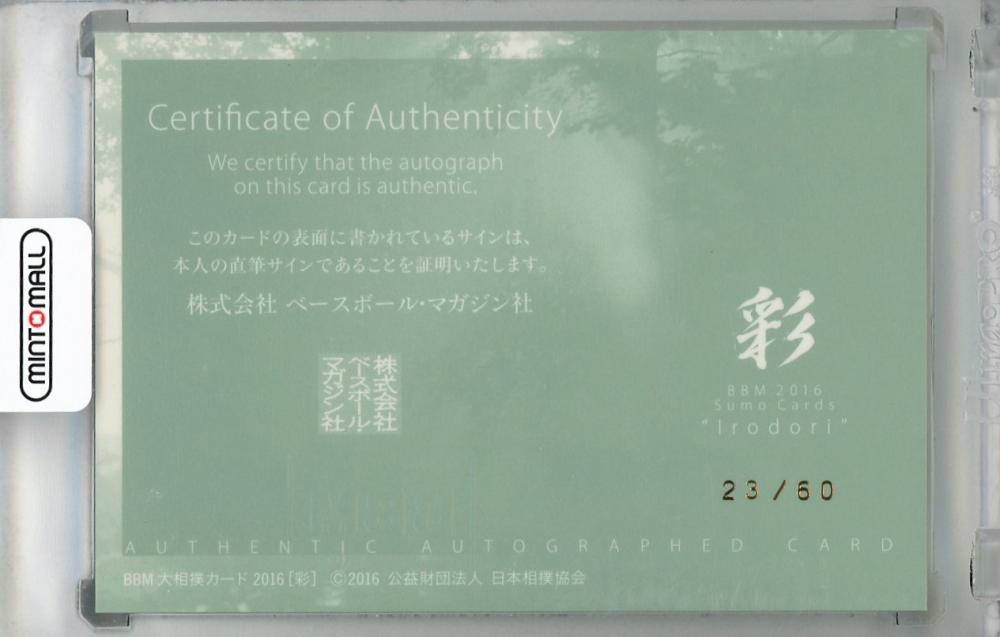 Certificate of Authenticity
We certify that the autograph
on this card is authentic.
このカードの表面に書かれているサインは、
本人の直筆サインであることを証明いたします。
株式会社 ベースボール・マガジン社
株式会社
ベースボール・
マガジン社
彩
BBM 2016
Sumo Cards
"Irodori"
23/60
AUTHENTIC AUTOGRAPHED CARD
BBM 大相撲カード 2016 [彩] ©2016 公益財団法人 日本相撲協会
MINTOMALL